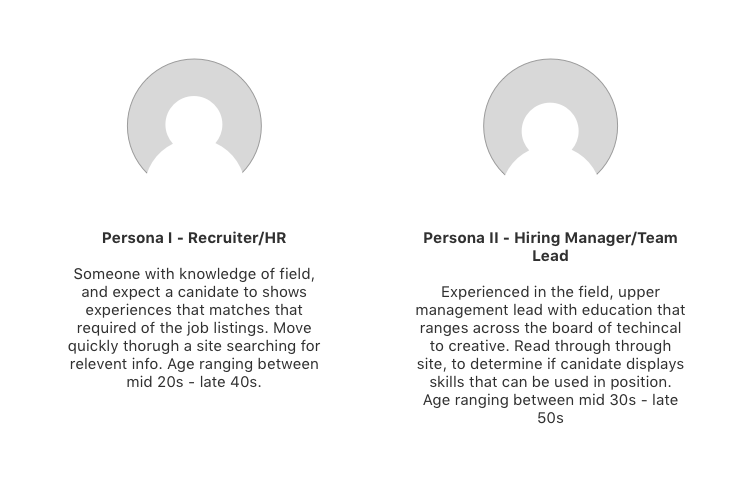 Persona I - Recruiter/HR
Someone with knowledge of field,
and expect a canidate to shows
experiences that matches that
required of the job listings. Move
quickly thorugh a site searching for
relevent info. Age ranging between
mid 20s - late 40s.
Persona II - Hiring Manager/Team
Lead
Experienced in the field, upper
management lead with education that
ranges across the board of techincal
to creative. Read through through
site, to determine if canidate displays
skills that can be used in position.
Age ranging between mid 30s - late
50s